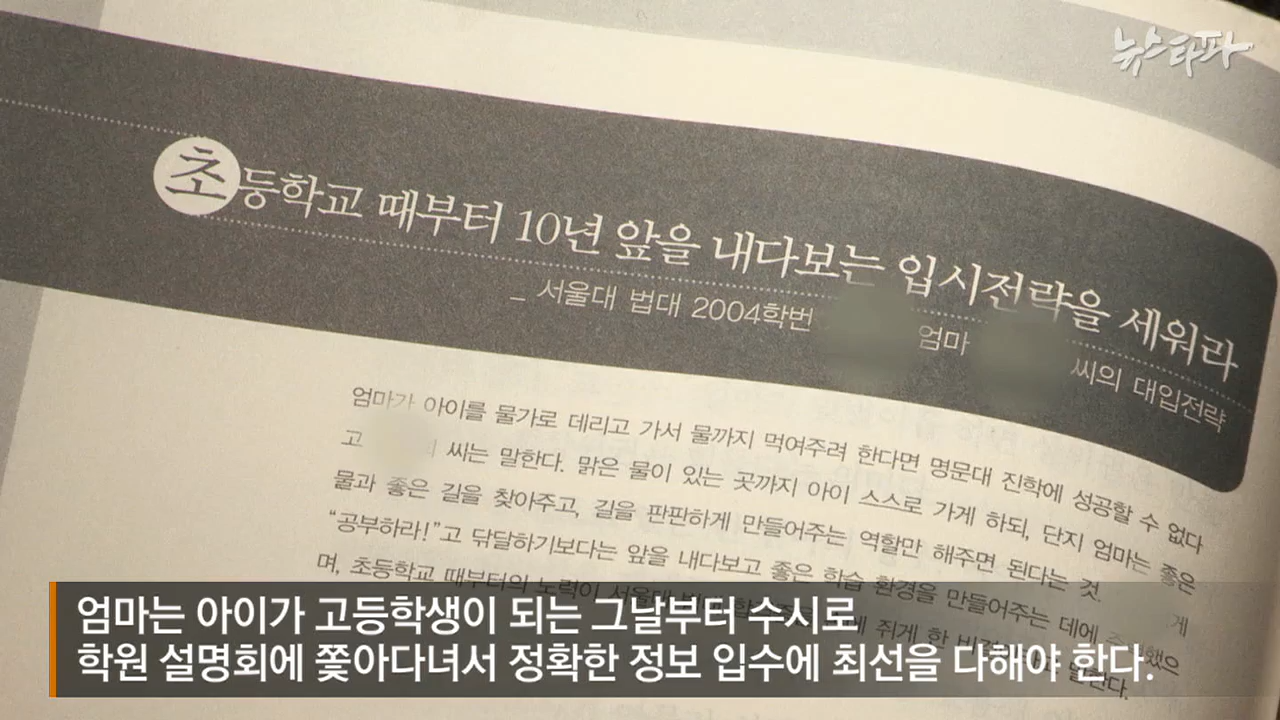 뉴스타파
초등학교 때부터 10년 앞을 내다보는 입시전략을 세워라
_ 서울대 법대 2004학번 엄마 씨의 대입전략
엄마가 아이를 물가로 데리고 가서 물까지 먹여주려 한다면 명문대 진학에 성공할 수 없다
고 씨는 말한다. 맑은 물이 있는 곳까지 아이 스스로 가게 하되, 단지 엄마는 좋은
물과 좋은 길을 찾아주고, 길을 판판하게 만들어주는 역할만 해주면 된다는 것.
“공부하라!”고 닦달하기보다는 앞을 내다보고 좋은 학습 환경을 만들어주는 데에 게
며, 초등학교 때부터의 노력이 쥐게 한 했으
말한다.
엄마는 아이가 고등학생이 되는 그날부터 수시로
학원 설명회에 쫓아다녀서 정확한 정보 입수에 최선을 다해야 한다.